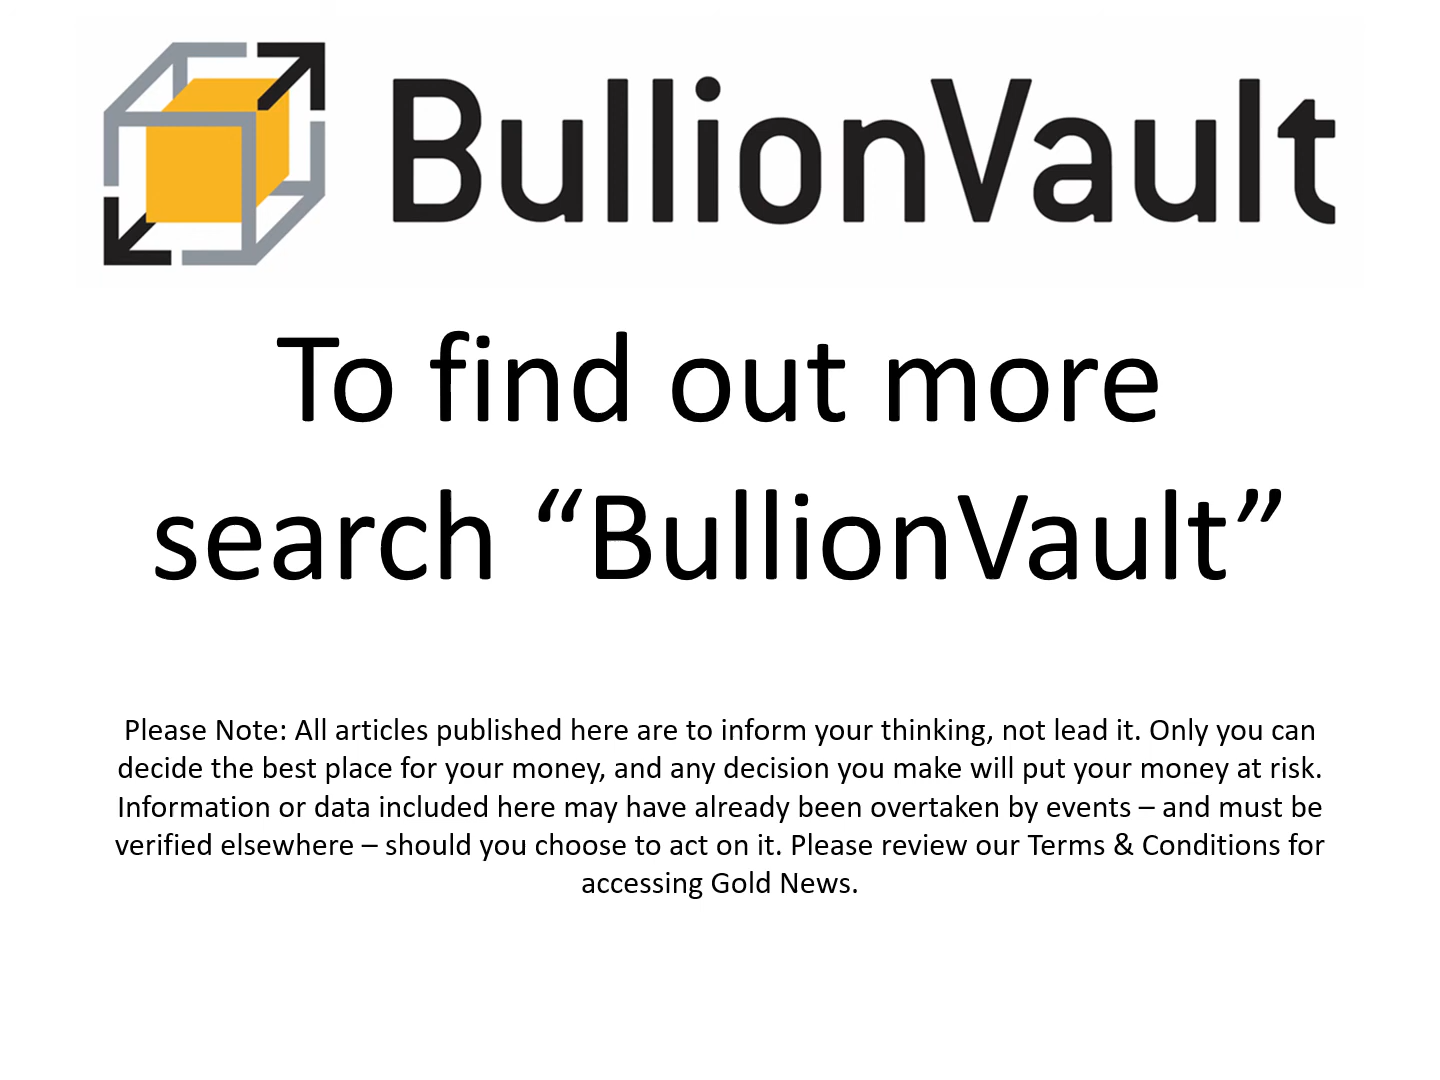 BullionVault
To find out more
search “BullionVault”
Please Note: All articles published here are to inform your thinking, not lead it. Only you can
decide the best place for your money, and any decision you make will put your money at risk.
Information or data included here may have already been overtaken by events – and must be
verified elsewhere – should you choose to act on it. Please review our Terms & Conditions for
accessing Gold News.